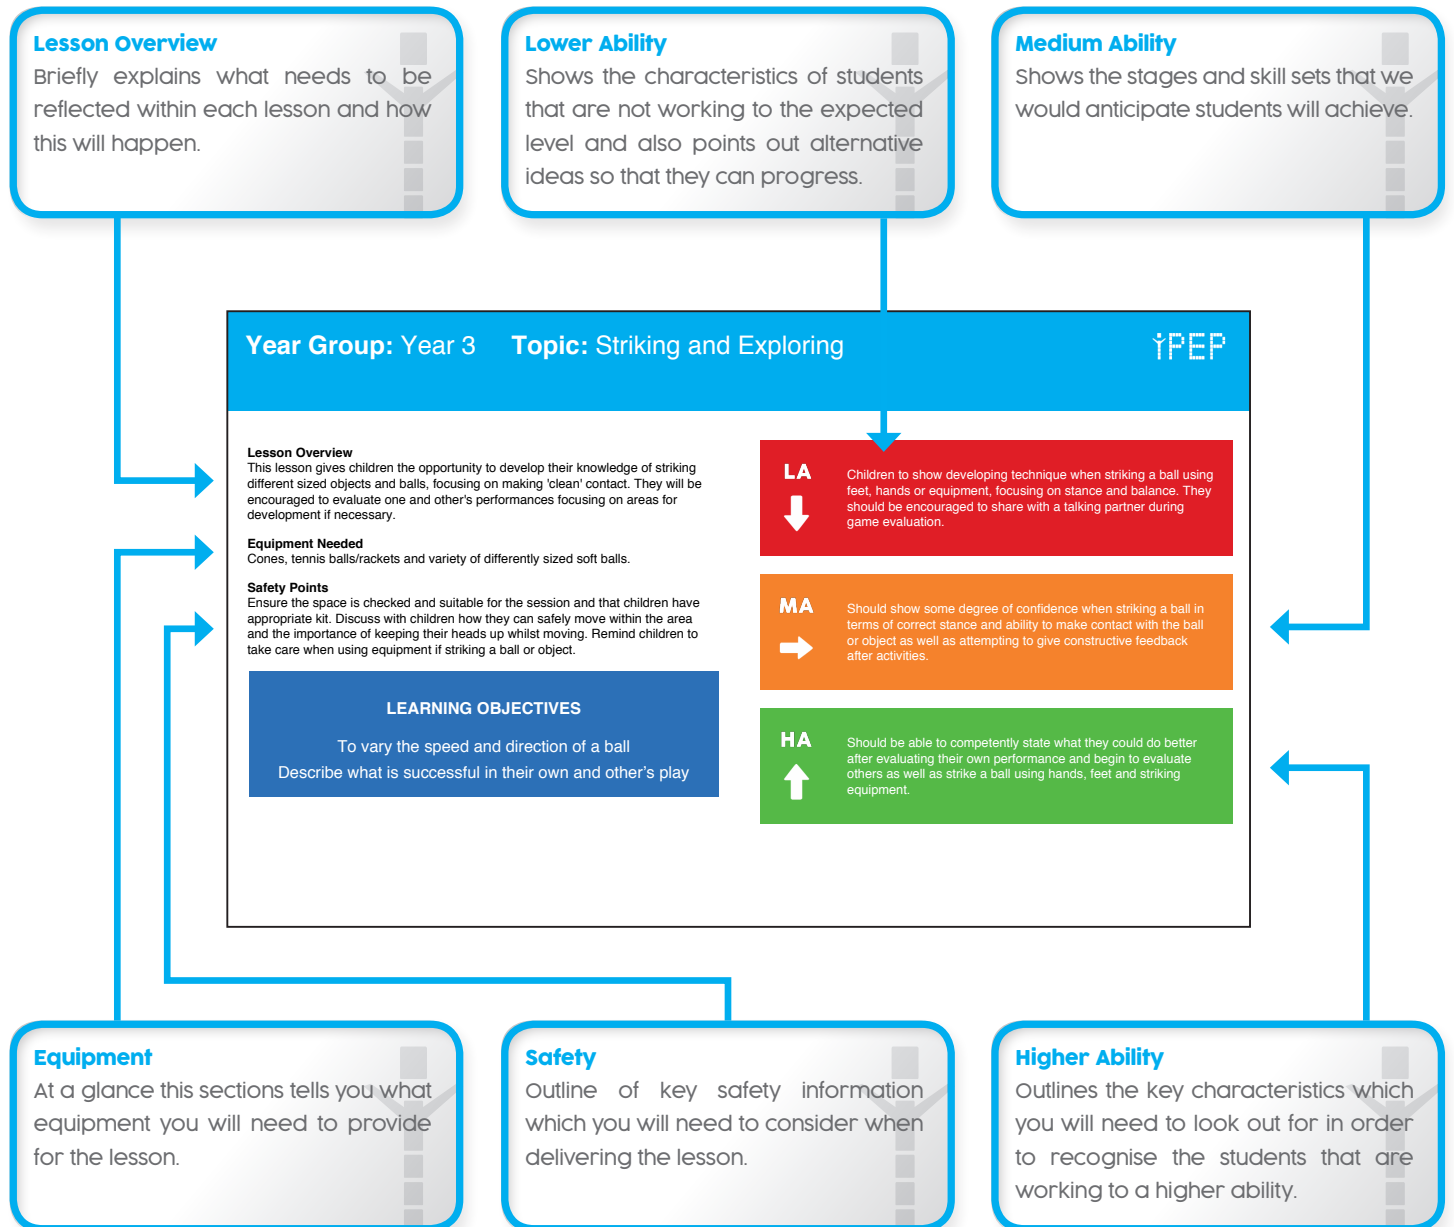 Lesson Overview
Briefly explains what needs to be
reflected within each lesson and how
this will happen.
Lower Ability
Shows the characteristics of students
that are not working to the expected
level and also points out alternative
ideas so that they can progress.
Medium Ability
Shows the stages and skill sets that we
would anticipate students will achieve.
Year Group: Year 3 Topic: Striking and Exploring
iPEP
Lesson Overview
This lesson gives children the opportunity to develop their knowledge of striking
different sized objects and balls, focusing on making 'clean' contact. They will be
encouraged to evaluate one and other's performances focusing on areas for
development if necessary.
Equipment Needed
Cones, tennis balls/rackets and variety of differently sized soft balls.
Safety Points
Ensure the space is checked and suitable for the session and that children have
appropriate kit. Discuss with children how they can safely move within the area
and the importance of keeping their heads up whilst moving. Remind children to
take care when using equipment if striking a ball or object.
LEARNING OBJECTIVES
To vary the speed and direction of a ball
Describe what is successful in their own and other's play
LA
Children to show developing technique when striking a ball using
feet, hands or equipment, focusing on stance and balance. They
should be encouraged to share with a talking partner during
game evaluation.
MA
Should show some degree of confidence when striking a ball in
terms of correct stance and ability to make contact with the ball
or object as well as attempting to give constructive feedback
after activities.
HA
Should be able to competently state what they could do better
after evaluating their own performance and begin to evaluate
others as well as strike a ball using hands, feet and striking
equipment.
Equipment
At a glance this sections tells you what
equipment you will need to provide
for the lesson.
Safety
Outline of key safety information
which you will need to consider when
delivering the lesson.
Higher Ability
Outlines the key characteristics which
you will need to look out for in order
to recognise the students that are
working to a higher ability.